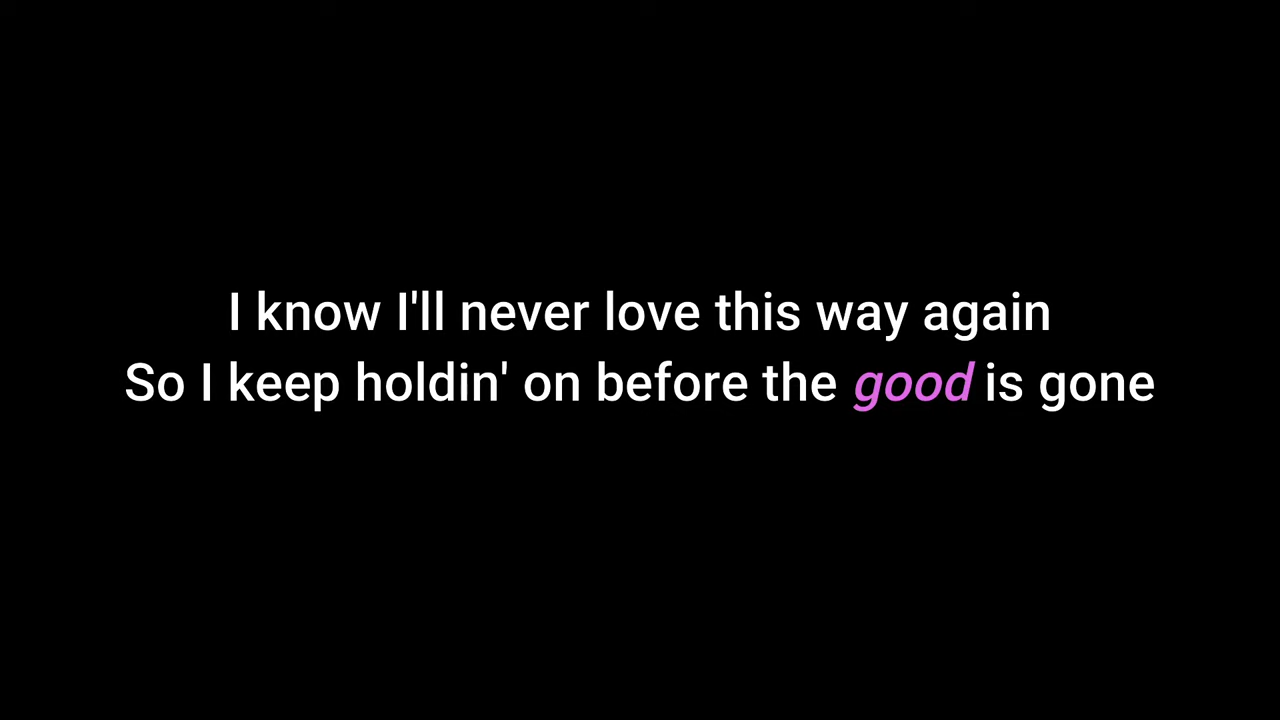 I know I'll never love this way again
So I keep holdin' on before the good is gone